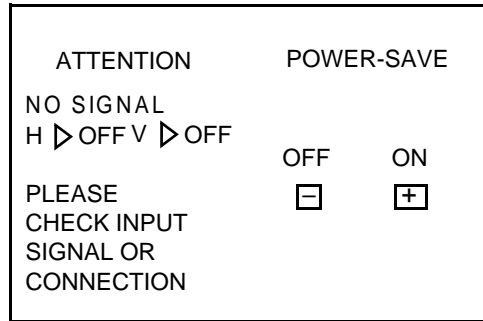 ATTENTION
NO SIGNAL
H ▷ OFF V ▷ OFF
PLEASE
CHECK INPUT
SIGNAL OR
CONNECTION
POWER-SAVE
OFF ON
− +